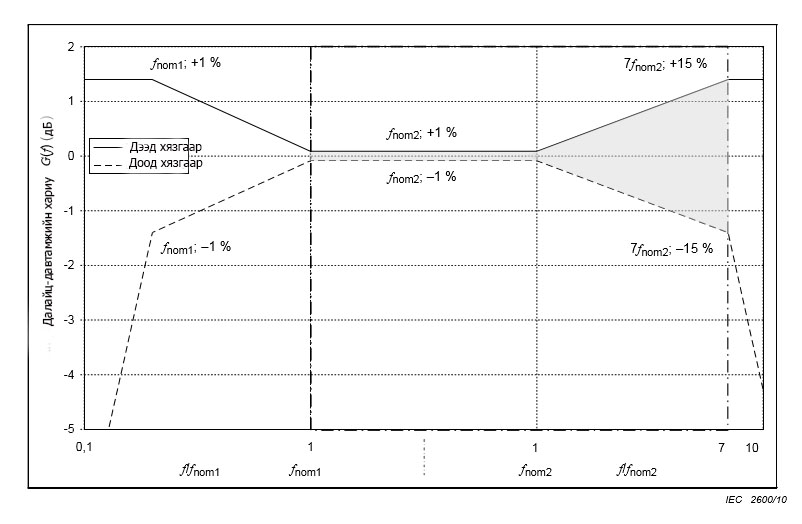 2
1
0
-1
-2
-3
-4
-5
Далайц-давтамжийн хариу G(f) (дБ)
fnom1; +1 %
7fnom2; +15 %
fnom2; +1 %
Дээд хязгаар
Доод хязгаар
fnom2; –1 %
fnom1; –1 %
7fnom2; –15 %
0,1 1 1 7 10
f/fnom1 fnom1 fnom2 f/fnom2
IEC 2600/10